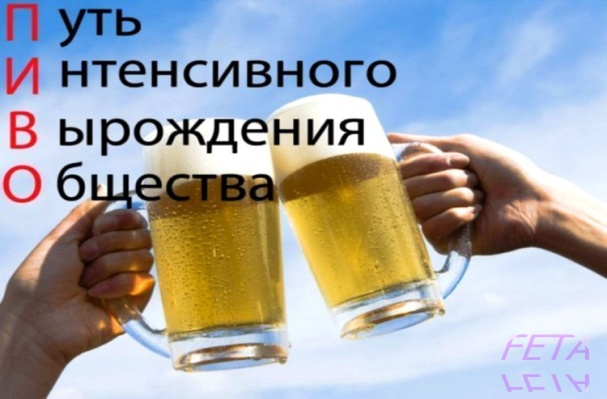 Путь
Интенсивного
Вырождения
Общества
FETA